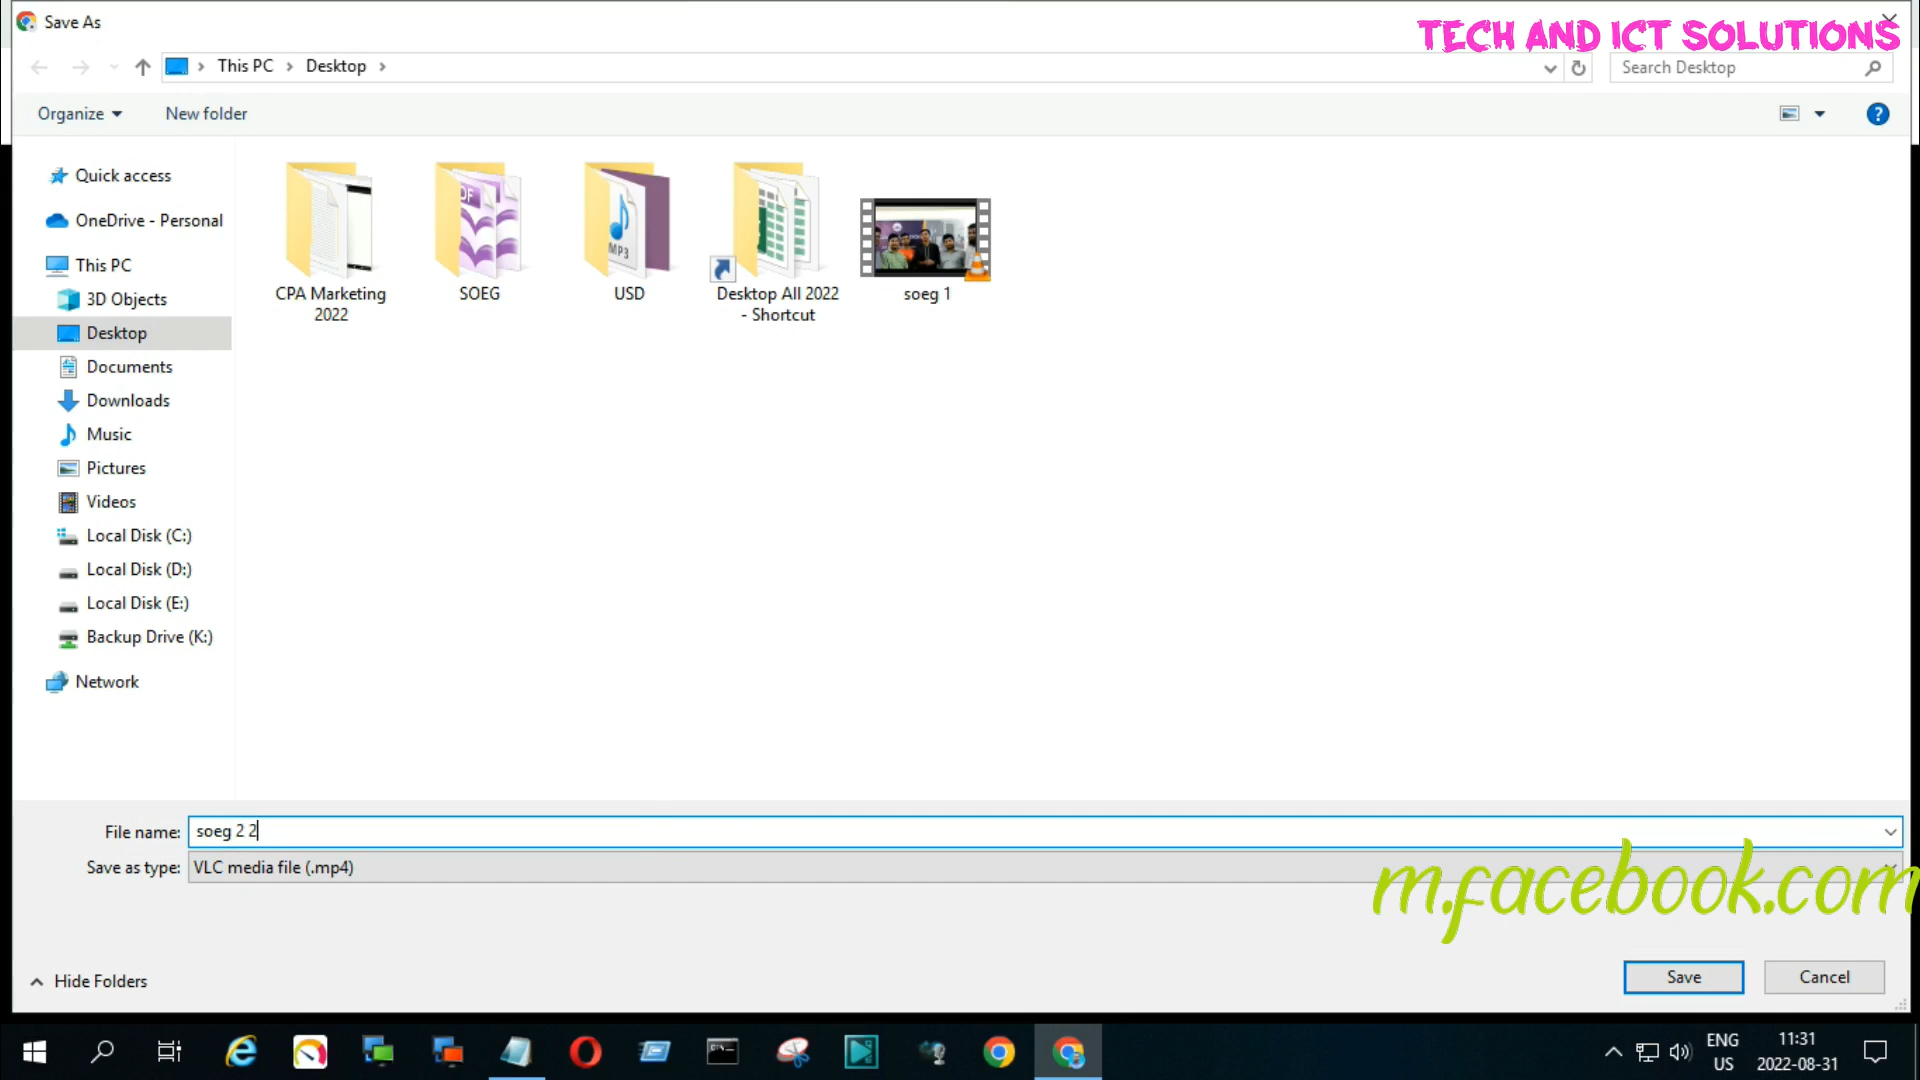 Save As
TECH AND ICT SOLUTIONS
This PC > Desktop >
Search Desktop
Organize
New folder
?
Quick access
OneDrive - Personal
This PC
3D Objects
Desktop
Documents
Downloads
Music
Pictures
Videos
Local Disk (C:)
Local Disk (D:)
Local Disk (E:)
Backup Drive (K:)
Network
CPA Marketing
2022
SOEG
MP3
USD
Desktop All 2022
- Shortcut
soeg 1
File name: soeg 2 2
Save as type: VLC media file (.mp4)
m.facebook.com
Hide Folders
Save
Cancel
ENG
US
11:31
2022-08-31